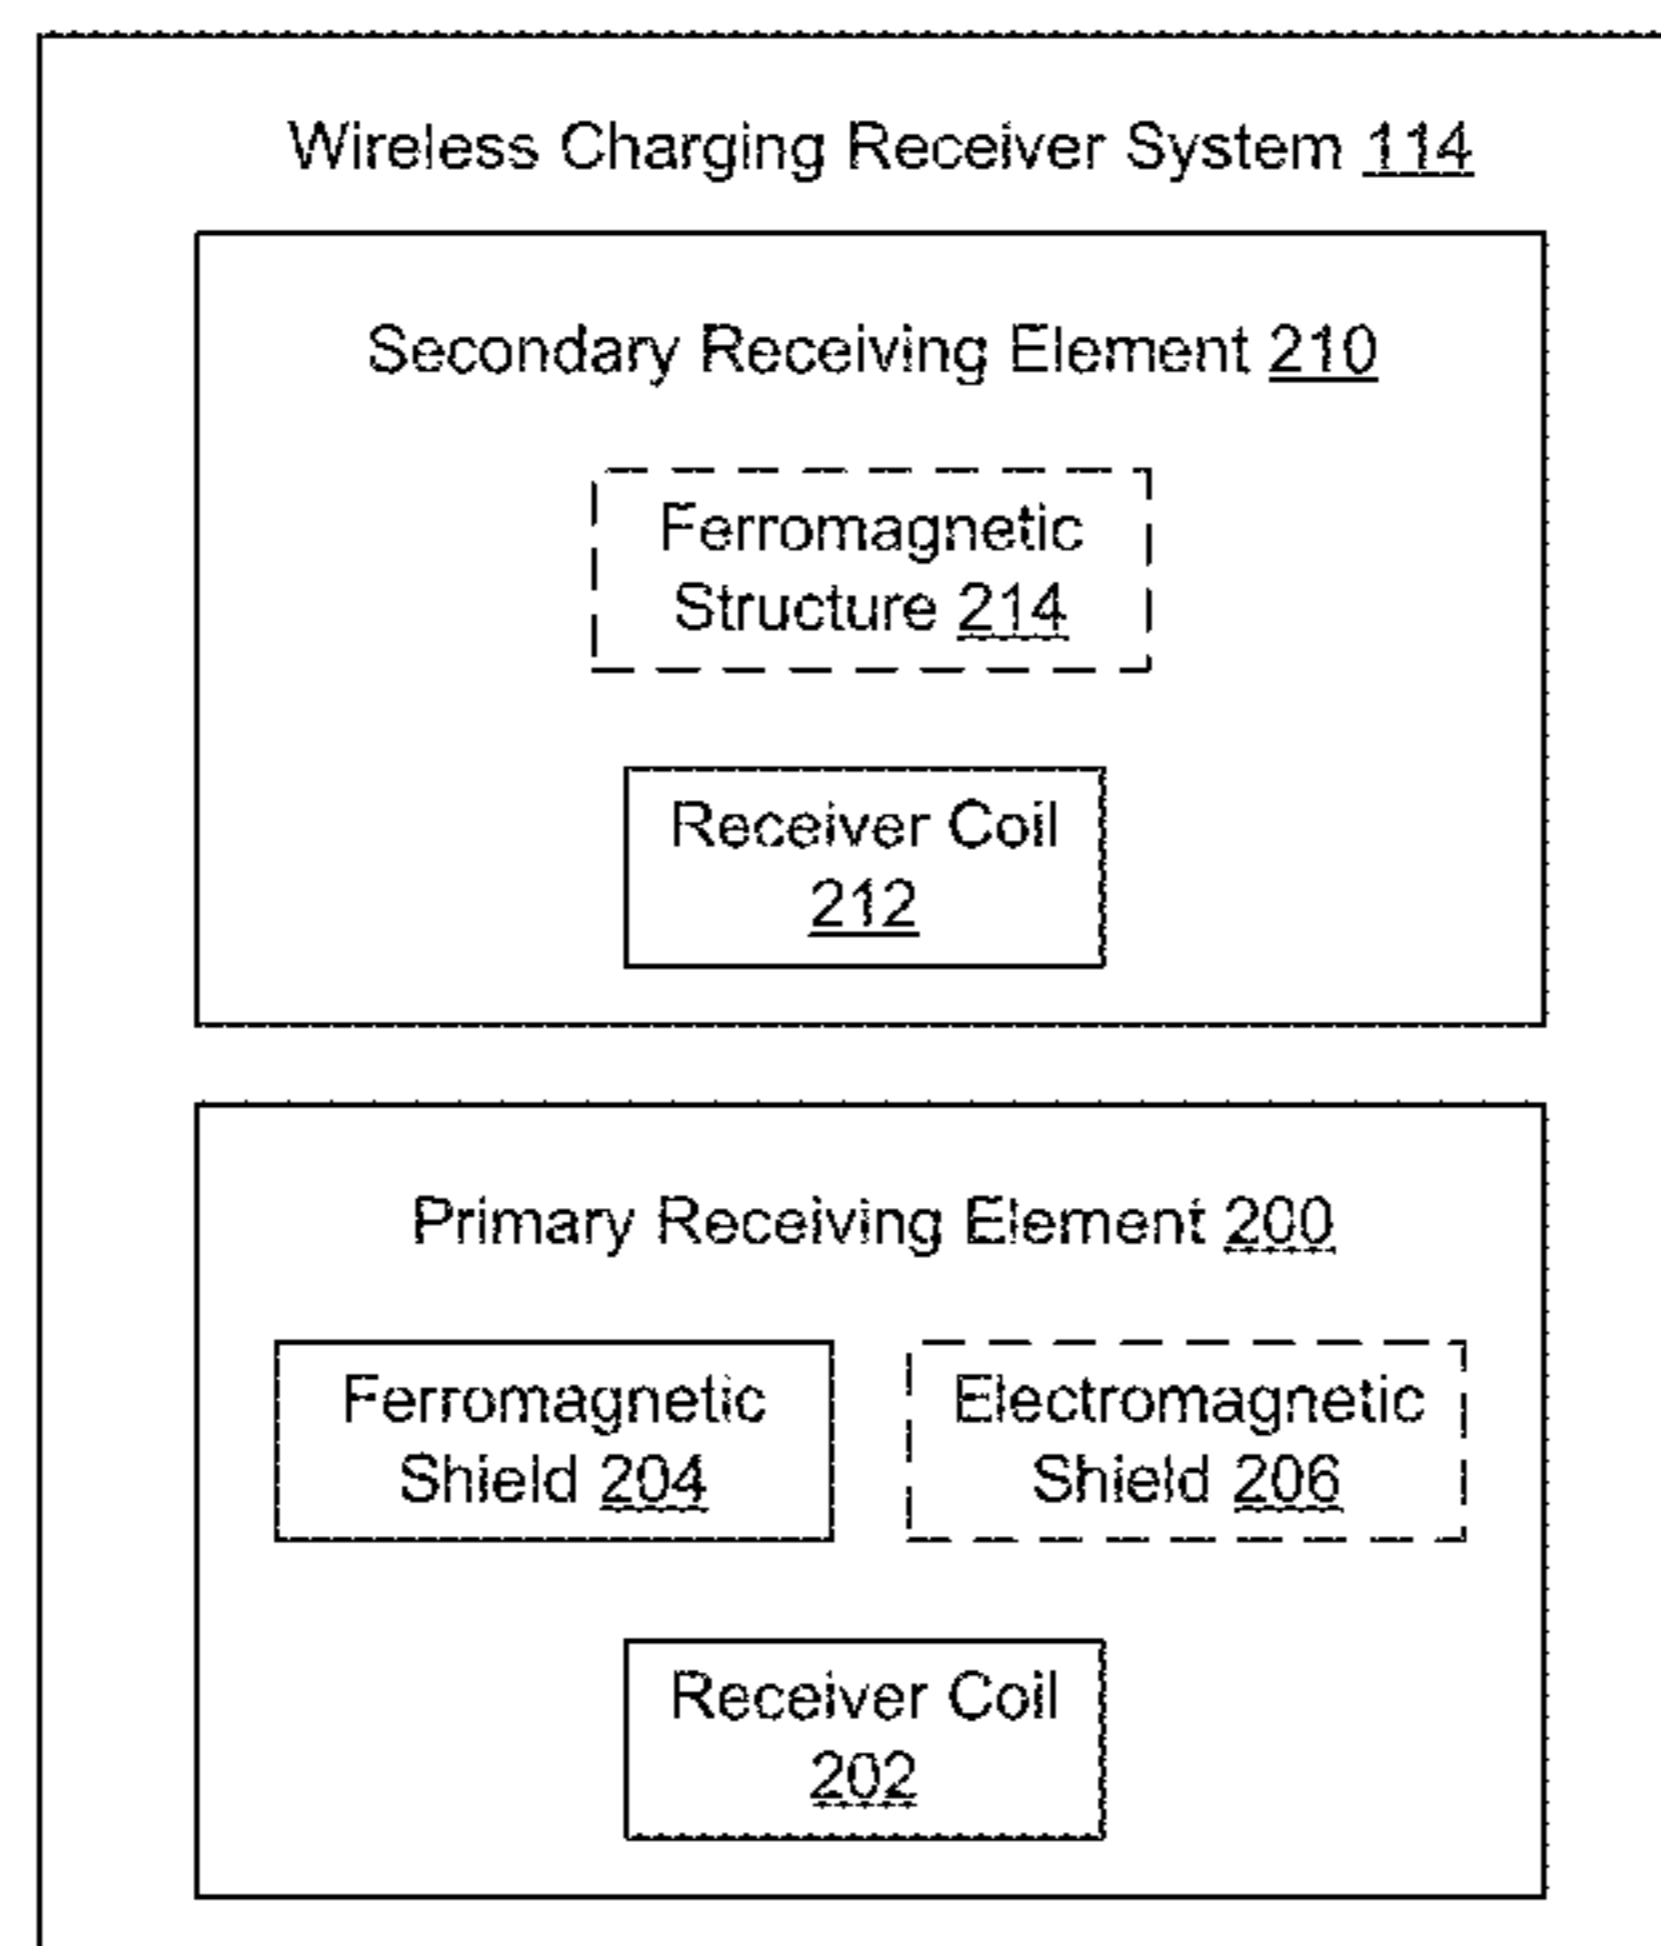 Wireless Charging Receiver System 114
Secondary Receiving Element 210
Ferromagnetic
Structure 214
Receiver Coil
212
Primary Receiving Element 200
Ferromagnetic
Shield 204
Electromagnetic
Shield 206
Receiver Coil
202